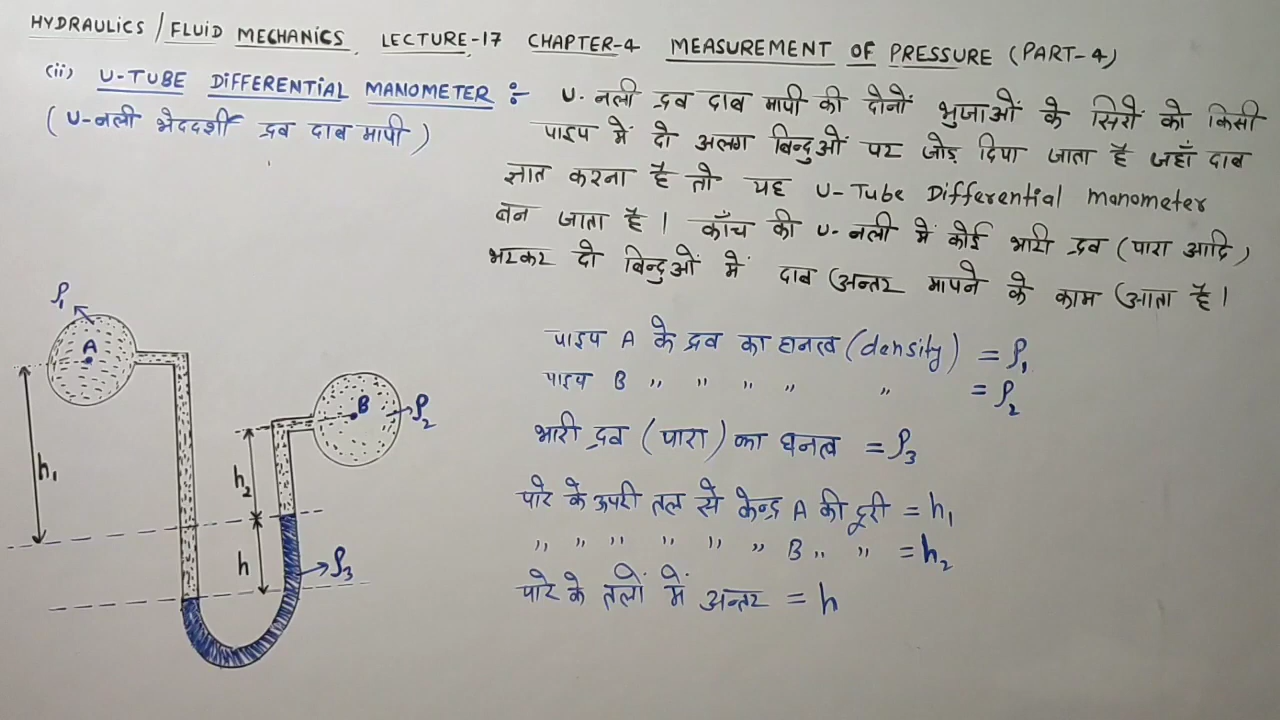 HYDRAULICS / FLUID MECHANICS, LECTURE-17 CHAPTER-4 MEASUREMENT OF PRESSURE (PART-4)
(ii) U-TUBE DIFFERENTIAL MANOMETER :-
(U-नली भेददर्शी द्रव दाब मापी)
U-नली द्रव दाब मापी की दोनों भुजाओं के सिरों को किसी
पाइप में दो अलग बिन्दुओं पर जोड़ दिया जाता है जहाँ दाब
ज्ञात करना है तो यह U-Tube Differential manometer
बन जाता है। काँच की U-नली में कोई भारी द्रव (पारा आदि)
भरकर दो बिन्दुओं में दाब अन्तर मापने के काम आता है।
पाइप A के द्रव का घनत्व (density) = ρ₁
पाइप B ,, ,, ,, ,, ,, = ρ₂
भारी द्रव (पारा) का घनत्व = ρ₃
पारे के ऊपरी तल से केन्द्र A की दूरी = h₁
,, ,, ,, ,, ,, ,, B ,, ,, = h₂
पारे के तलों में अन्तर = h
ρ₁
A
B
ρ₂
h₁
h₂
h
ρ₃